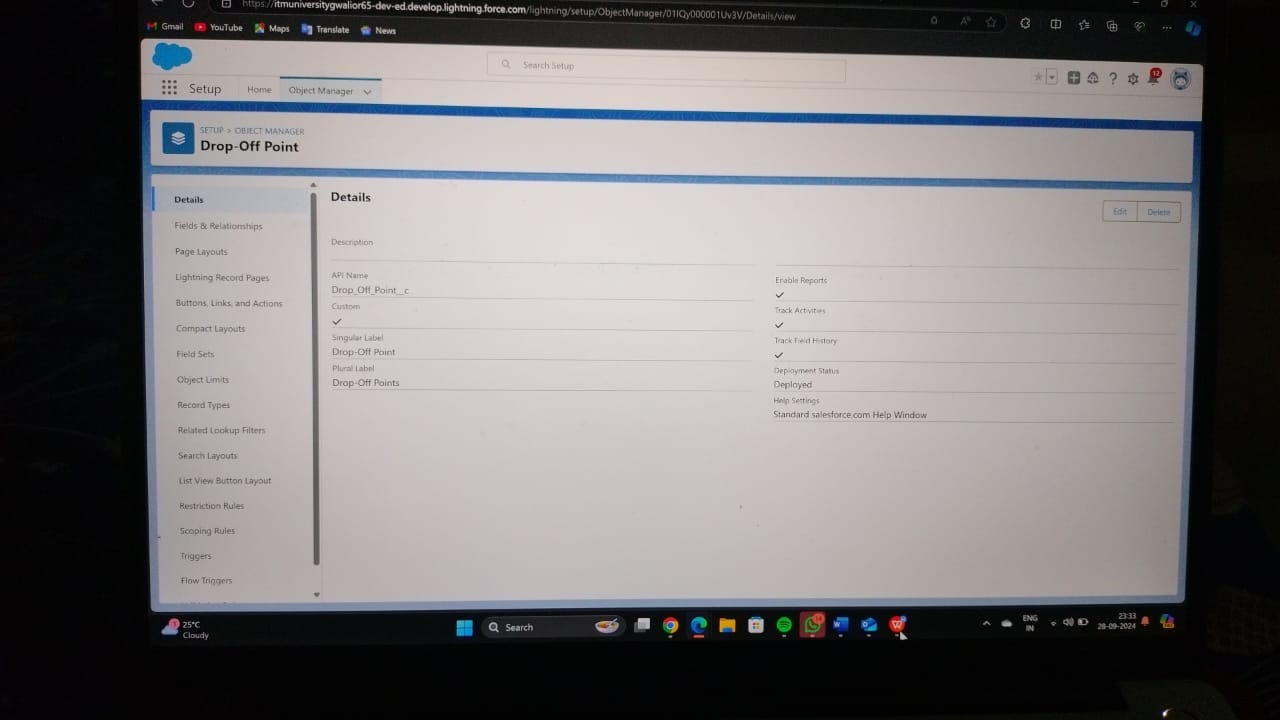 https://itmuniversitygwalior65-dev-ed.develop.lightning.force.com/lightning/setup/ObjectManager/01IQy000001Uv3V/Details/view
Gmail YouTube Maps Translate News
Search Setup
12
Setup Home Object Manager
SETUP > OBJECT MANAGER
Drop-Off Point
Details
Fields & Relationships
Page Layouts
Lightning Record Pages
Buttons, Links, and Actions
Compact Layouts
Field Sets
Object Limits
Record Types
Related Lookup Filters
Search Layouts
List View Button Layout
Restriction Rules
Scoping Rules
Triggers
Flow Triggers
Details
Edit Delete
Description
API Name
Drop_Off_Point__c
Custom
Singular Label
Drop-Off Point
Plural Label
Drop-Off Points
Enable Reports
Track Activities
Track Field History
Deployment Status
Deployed
Help Settings
Standard salesforce.com Help Window
25°C
Cloudy
Search
ENG
IN
23:33
28-09-2024